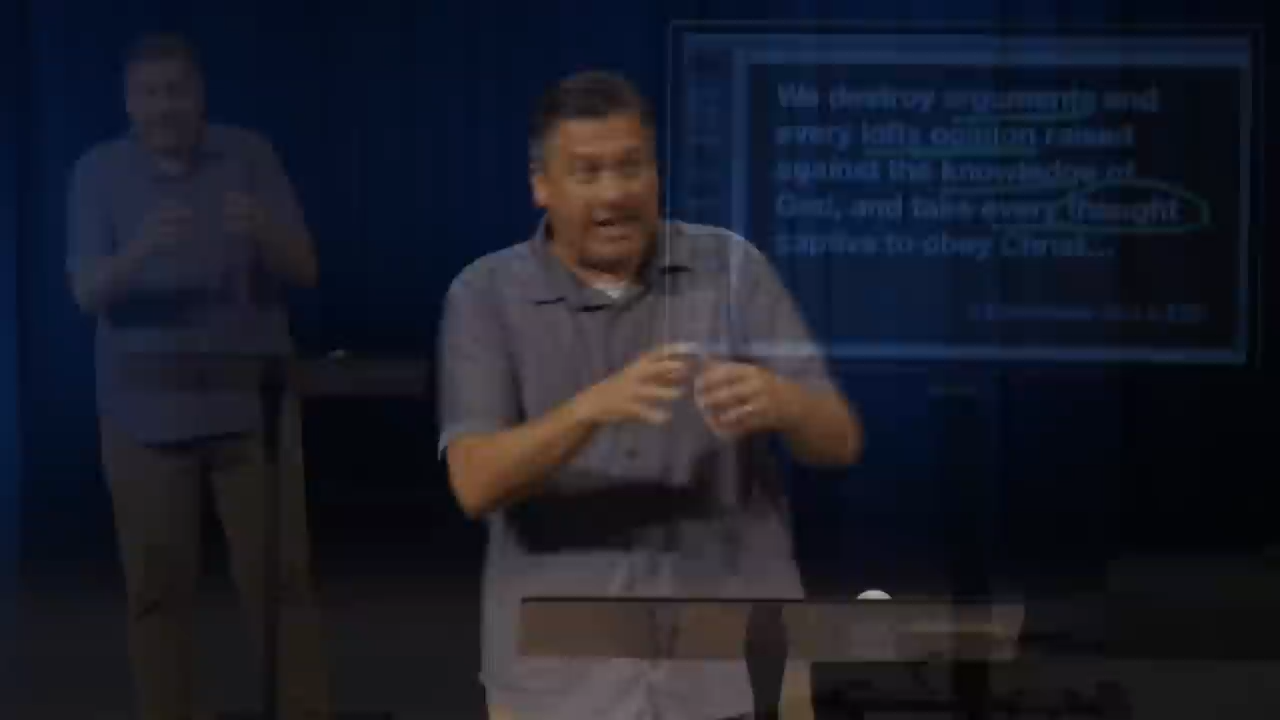 We destroy arguments and
every lofty opinion raised
against the knowledge of
God, and take every thought
captive to obey Christ...